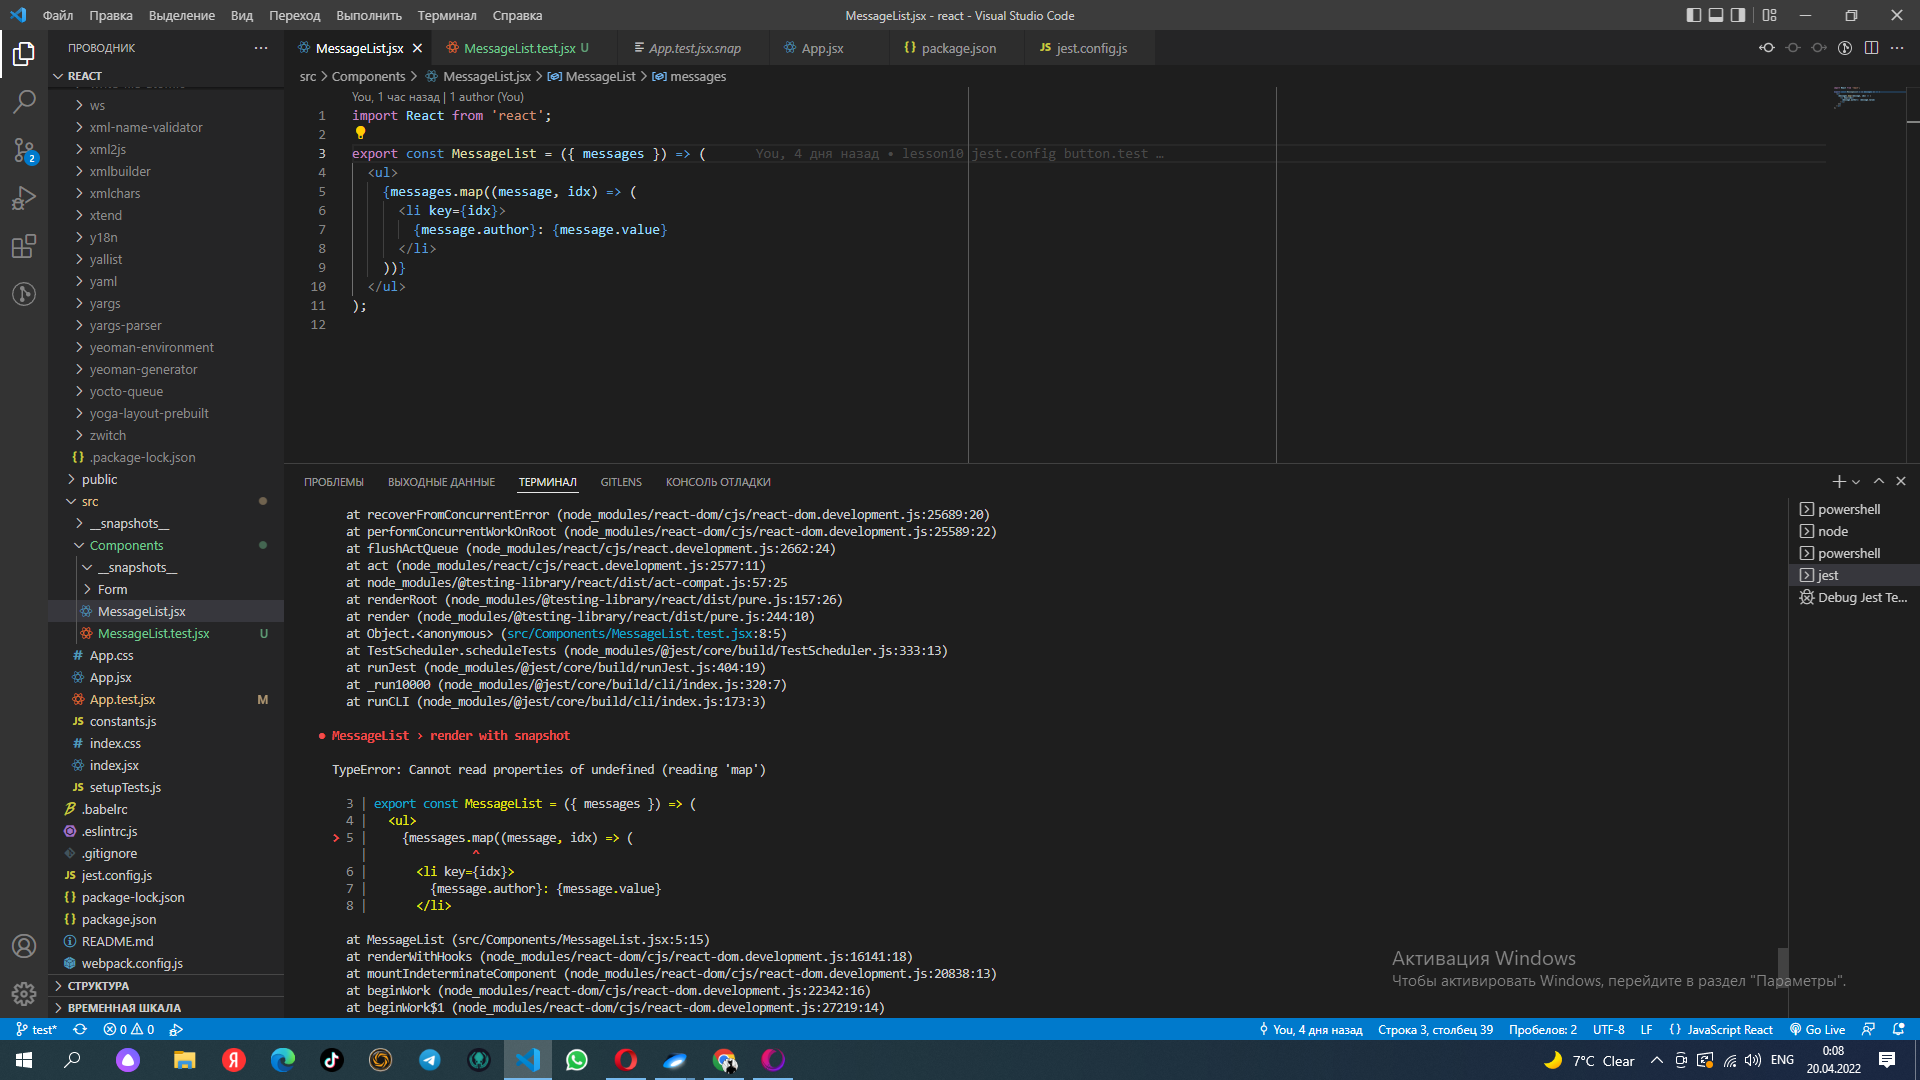 Файл Правка Выделение Вид Переход Выполнить Терминал Справка
MessageList.jsx - react - Visual Studio Code
ПРОВОДНИК
REACT
ws
xml-name-validator
xml2js
xmlbuilder
xmlchars
xtend
y18n
yallist
yaml
yargs
yargs-parser
yeoman-environment
yeoman-generator
yocto-queue
yoga-layout-prebuilt
zwitch
{} .package-lock.json
public
src
__snapshots__
Components
__snapshots__
Form
MessageList.jsx
MessageList.test.jsx U
# App.css
App.jsx
App.test.jsx M
JS constants.js
# index.css
index.jsx
JS setupTests.js
.babelrc
.eslintrc.js
.gitignore
JS jest.config.js
{} package-lock.json
{} package.json
README.md
webpack.config.js
СТРУКТУРА
ВРЕМЕННАЯ ШКАЛА
MessageList.jsx
MessageList.test.jsx U
App.test.jsx.snap
App.jsx
{} package.json
JS jest.config.js
src > Components > MessageList.jsx > MessageList > messages
You, 1 час назад | 1 author (You)
1 import React from 'react';
2
3 export const MessageList = ({ messages }) => ( You, 4 дня назад • lesson10 jest.config button.test …
4 <ul>
5 {messages.map((message, idx) => (
6 <li key={idx}>
7 {message.author}: {message.value}
8 </li>
9 ))}
10 </ul>
11 );
12
ПРОБЛЕМЫ ВЫХОДНЫЕ ДАННЫЕ ТЕРМИНАЛ GITLENS КОНСОЛЬ ОТЛАДКИ
at recoverFromConcurrentError (node_modules/react-dom/cjs/react-dom.development.js:25689:20)
at performConcurrentWorkOnRoot (node_modules/react-dom/cjs/react-dom.development.js:25589:22)
at flushActQueue (node_modules/react/cjs/react.development.js:2662:24)
at act (node_modules/react/cjs/react.development.js:2577:11)
at node_modules/@testing-library/react/dist/act-compat.js:57:25
at renderRoot (node_modules/@testing-library/react/dist/pure.js:157:26)
at render (node_modules/@testing-library/react/dist/pure.js:244:10)
at Object.<anonymous> (src/Components/MessageList.test.jsx:8:5)
at TestScheduler.scheduleTests (node_modules/@jest/core/build/TestScheduler.js:333:13)
at runJest (node_modules/@jest/core/build/runJest.js:404:19)
at _run10000 (node_modules/@jest/core/build/cli/index.js:320:7)
at runCLI (node_modules/@jest/core/build/cli/index.js:173:3)
● MessageList › render with snapshot
TypeError: Cannot read properties of undefined (reading 'map')
3 | export const MessageList = ({ messages }) => (
4 | <ul>
> 5 | {messages.map((message, idx) => (
| ^
6 | <li key={idx}>
7 | {message.author}: {message.value}
8 | </li>
at MessageList (src/Components/MessageList.jsx:5:15)
at renderWithHooks (node_modules/react-dom/cjs/react-dom.development.js:16141:18)
at mountIndeterminateComponent (node_modules/react-dom/cjs/react-dom.development.js:20838:13)
at beginWork (node_modules/react-dom/cjs/react-dom.development.js:22342:16)
at beginWork$1 (node_modules/react-dom/cjs/react-dom.development.js:27219:14)
powershell
node
powershell
jest
Debug Jest Te...
Активация Windows
Чтобы активировать Windows, перейдите в раздел "Параметры".
test* 0 0
You, 4 дня назад Строка 3, столбец 39 Пробелов: 2 UTF-8 LF {} JavaScript React Go Live
7°C Clear ENG
0:08
20.04.2022